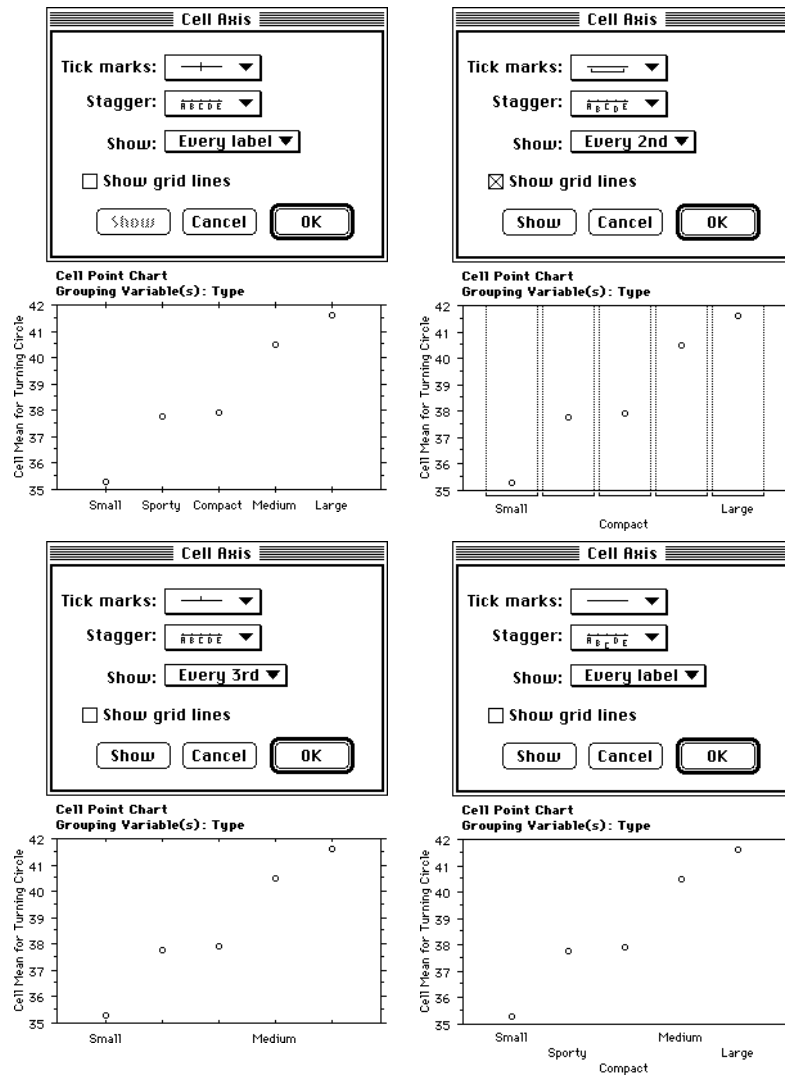 Cell Axis
Tick marks:
Stagger: A B C D E
Show: Every label
Show grid lines
Show Cancel OK
Cell Point Chart
Grouping Variable(s): Type
Cell Mean for Turning Circle
42
41
40
39
38
37
36
35
Small Sporty Compact Medium Large
Cell Axis
Tick marks:
Stagger: A B C D E
Show: Every 2nd
Show grid lines
Show Cancel OK
Cell Point Chart
Grouping Variable(s): Type
Cell Mean for Turning Circle
42
41
40
39
38
37
36
35
Small Large
Compact
Cell Axis
Tick marks:
Stagger: A B C D E
Show: Every 3rd
Show grid lines
Show Cancel OK
Cell Point Chart
Grouping Variable(s): Type
Cell Mean for Turning Circle
42
41
40
39
38
37
36
35
Small Medium
Cell Axis
Tick marks:
Stagger: A B C D E
Show: Every label
Show grid lines
Show Cancel OK
Cell Point Chart
Grouping Variable(s): Type
Cell Mean for Turning Circle
42
41
40
39
38
37
36
35
Small Medium
Sporty Large
Compact